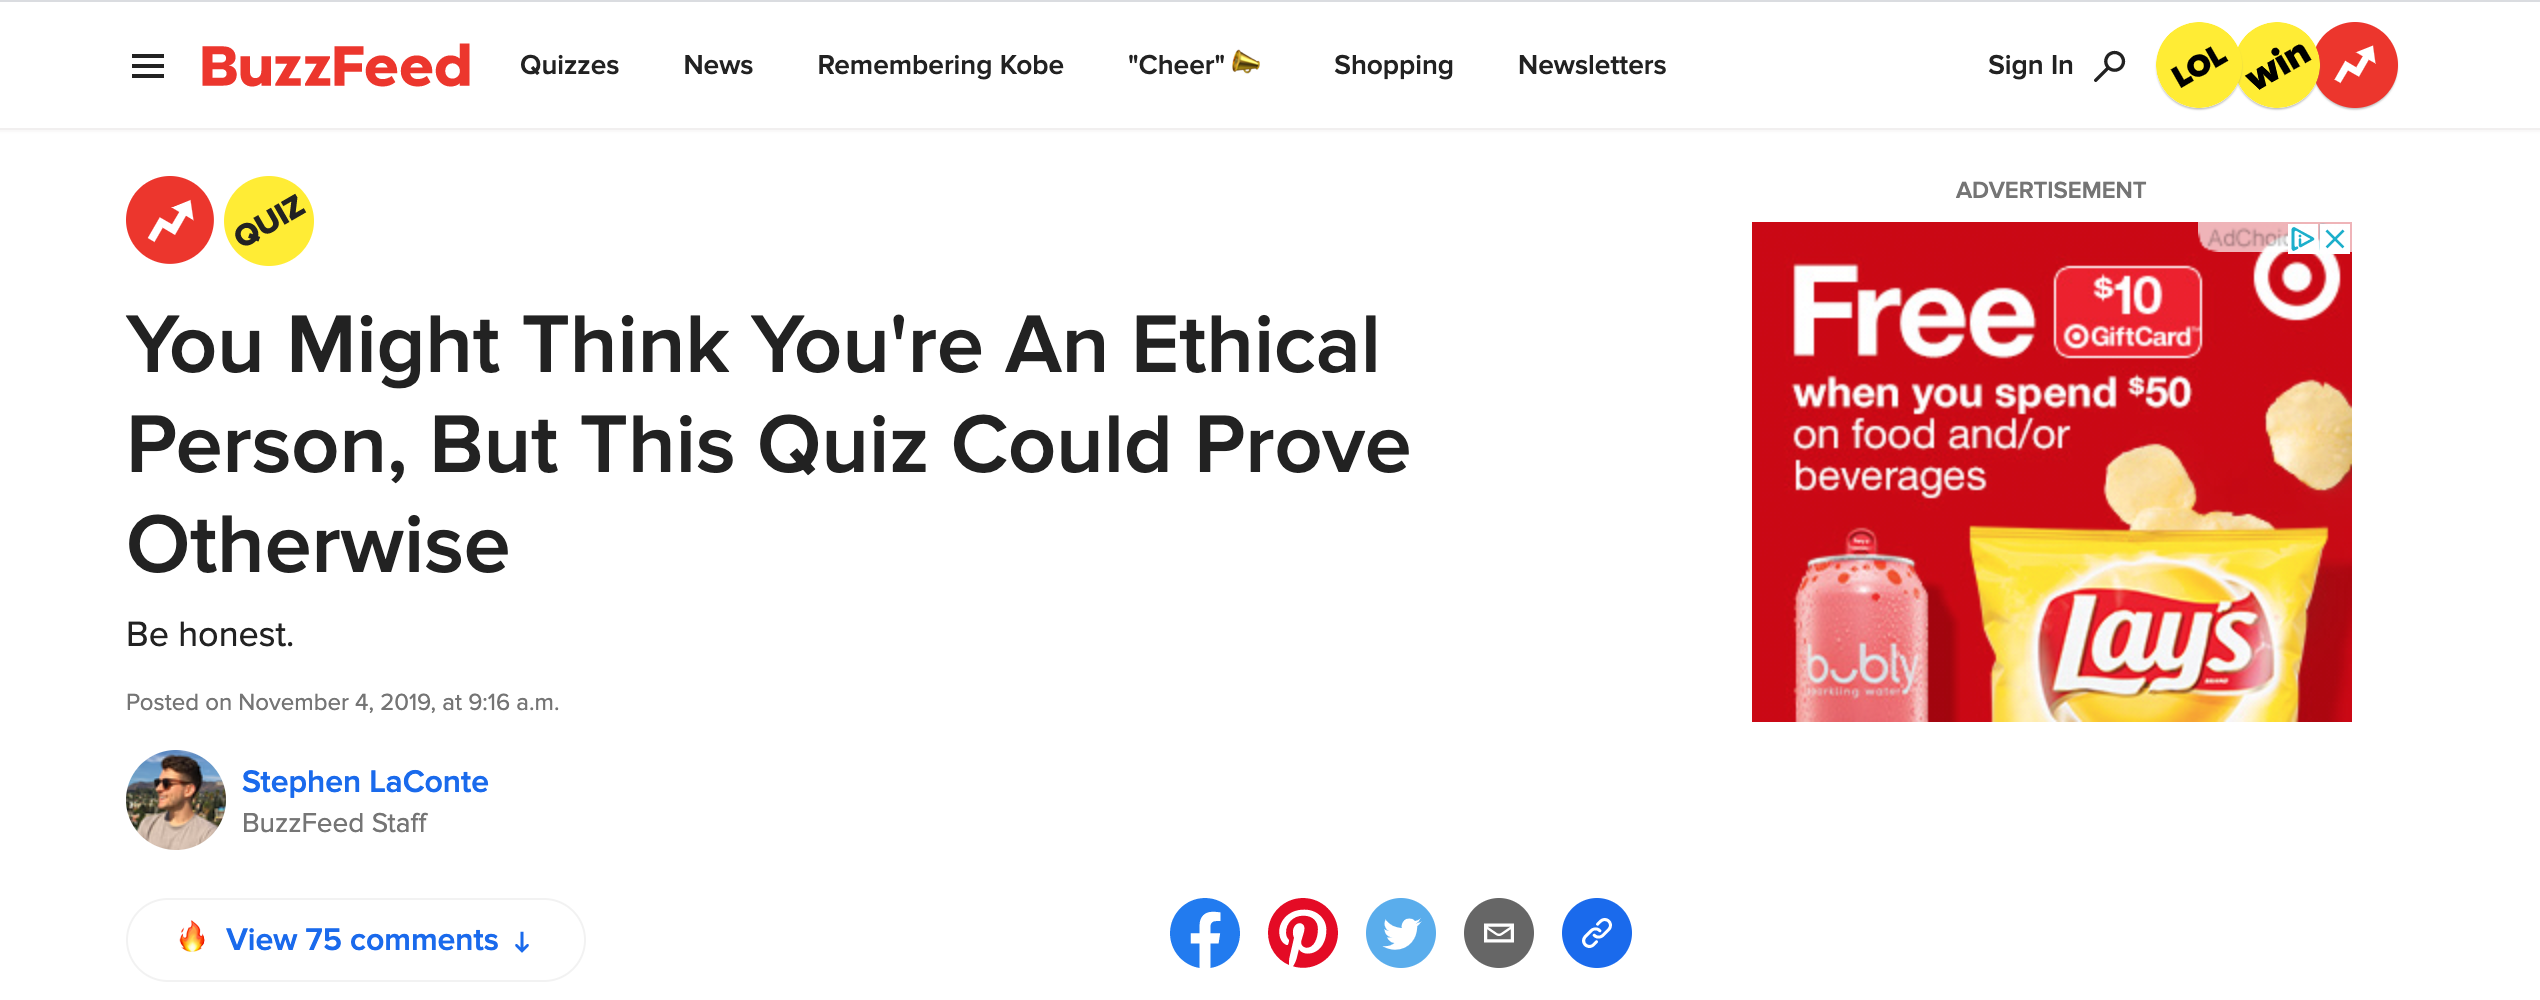 BuzzFeed Quizzes News Remembering Kobe "Cheer" Shopping Newsletters Sign In LOL win
QUIZ
You Might Think You're An Ethical
Person, But This Quiz Could Prove
Otherwise
Be honest.
Posted on November 4, 2019, at 9:16 a.m.
Stephen LaConte
BuzzFeed Staff
View 75 comments ↓
ADVERTISEMENT
Free
$10
GiftCard
when you spend $50
on food and/or
beverages
bubly
sparkling water
Lay's